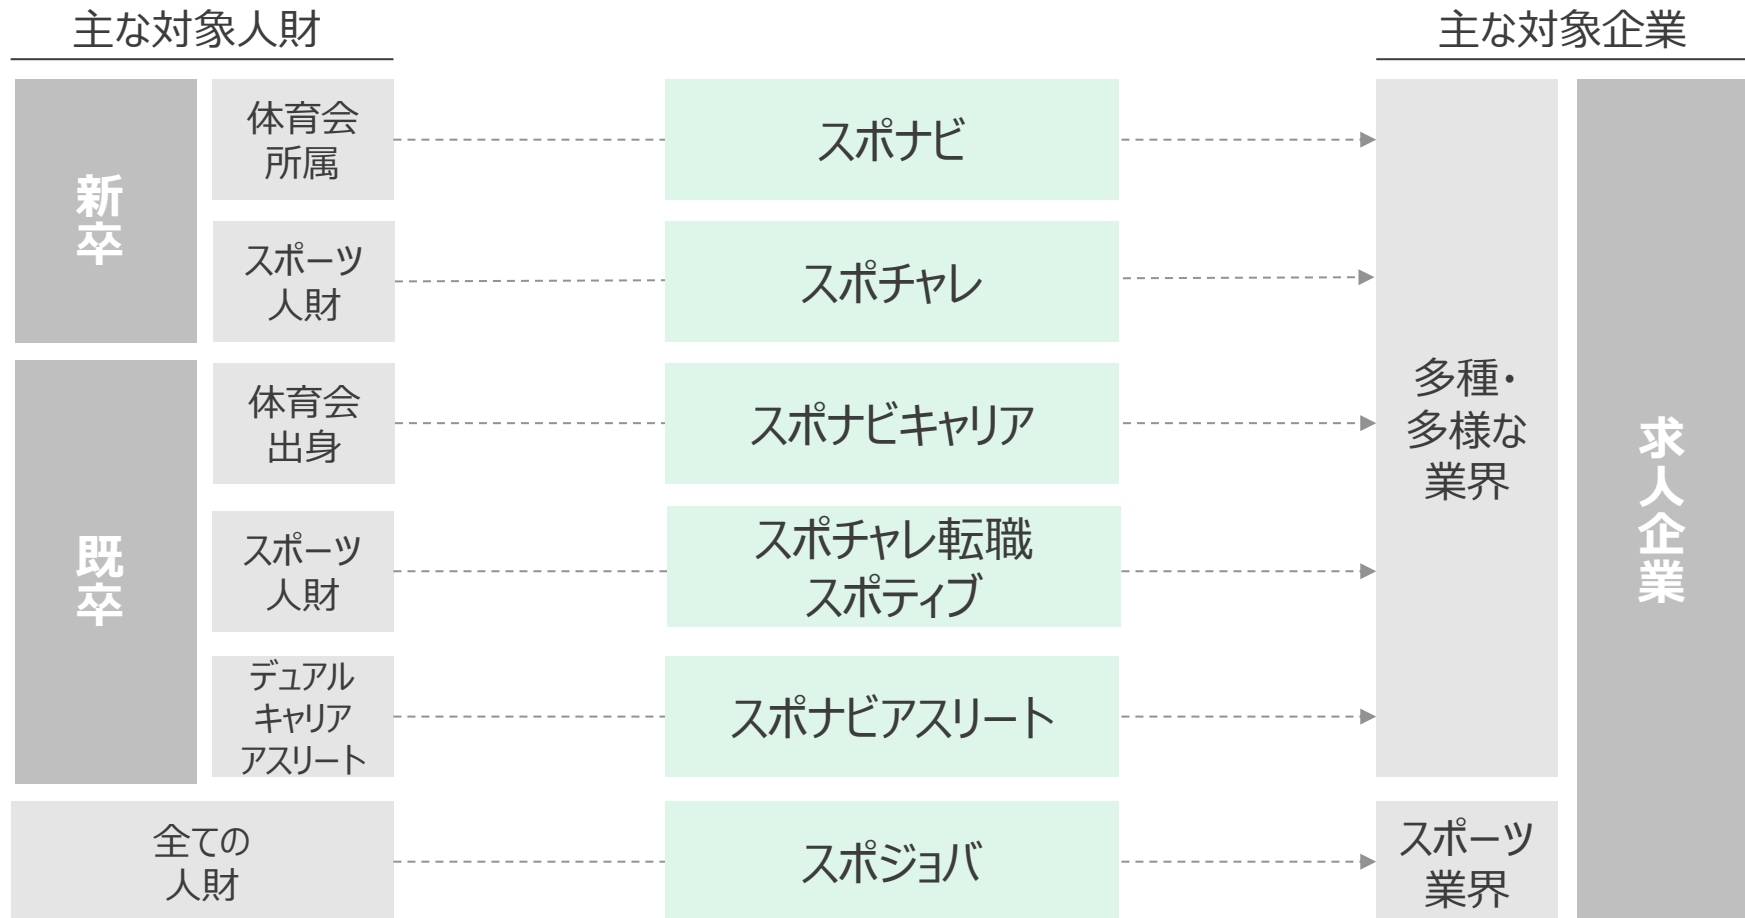 主な対象人財
主な対象企業
新卒
体育会
所属
スポナビ
スポーツ
人財
スポチャレ
既卒
体育会
出身
スポナビキャリア
スポーツ
人財
スポチャレ転職
スポティブ
デュアル
キャリア
アスリート
スポナビアスリート
全ての
人財
スポジョバ
多種・
多様な
業界
スポーツ
業界
求人企業